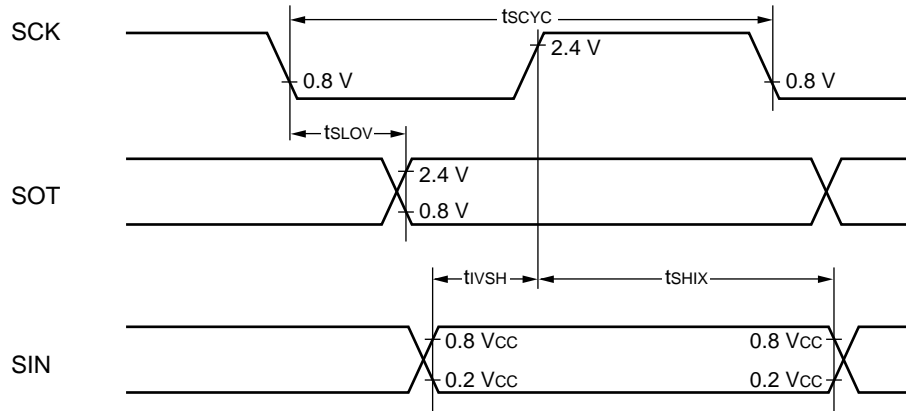 tSCYC
SCK
2.4 V
0.8 V
0.8 V
tSLOV
SOT
2.4 V
0.8 V
tIVSH
tSHIX
SIN
0.8 VCC
0.8 VCC
0.2 VCC
0.2 VCC